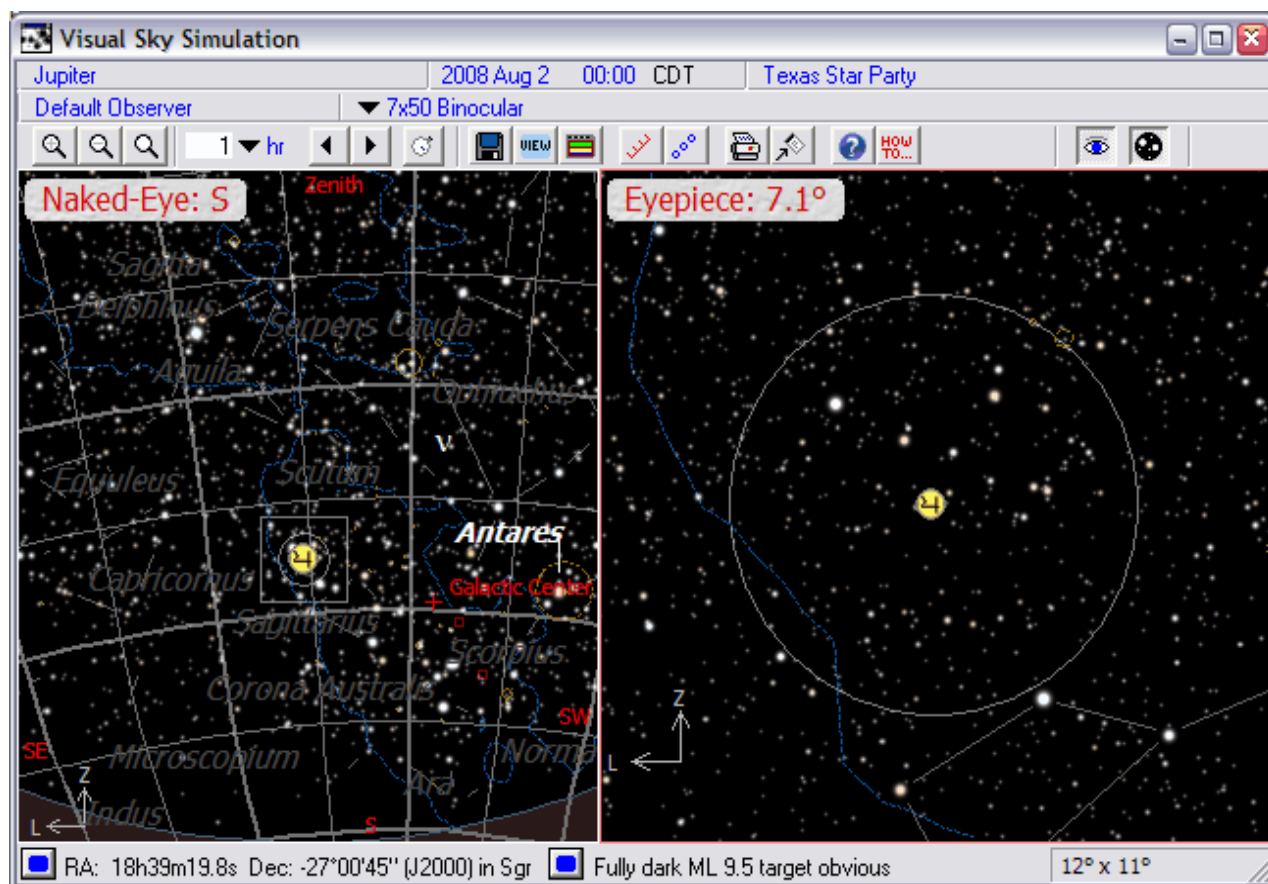 Visual Sky Simulation
Jupiter 2008 Aug 2 00:00 CDT Texas Star Party
Default Observer 7x50 Binocular
1 hr VIEW HOW TO...
Naked-Eye: S
Zenith
Sagitta
Delphinus
Serpens Cauda
Aquila
Ophiuchus
ν
Equuleus
Scutum
Antares
Capricornus
Galactic Center
Sagittarius
Scorpius
Corona Australis
SW
SE
Microscopium
Norma
Z
Ara
Indus
L
S
Eyepiece: 7.1°
Z
L
RA: 18h39m19.8s Dec: -27°00'45" (J2000) in Sgr Fully dark ML 9.5 target obvious 12° x 11°